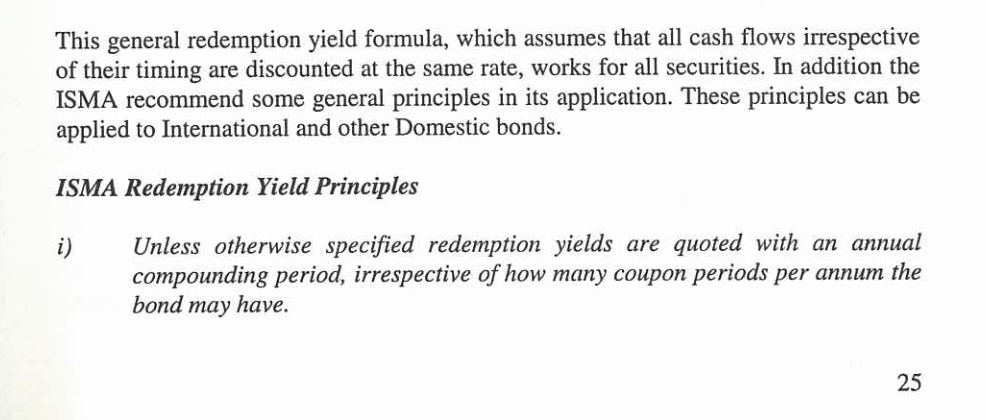 This general redemption yield formula, which assumes that all cash flows irrespective
of their timing are discounted at the same rate, works for all securities. In addition the
ISMA recommend some general principles in its application. These principles can be
applied to International and other Domestic bonds.
ISMA Redemption Yield Principles
i) Unless otherwise specified redemption yields are quoted with an annual
compounding period, irrespective of how many coupon periods per annum the
bond may have.
25